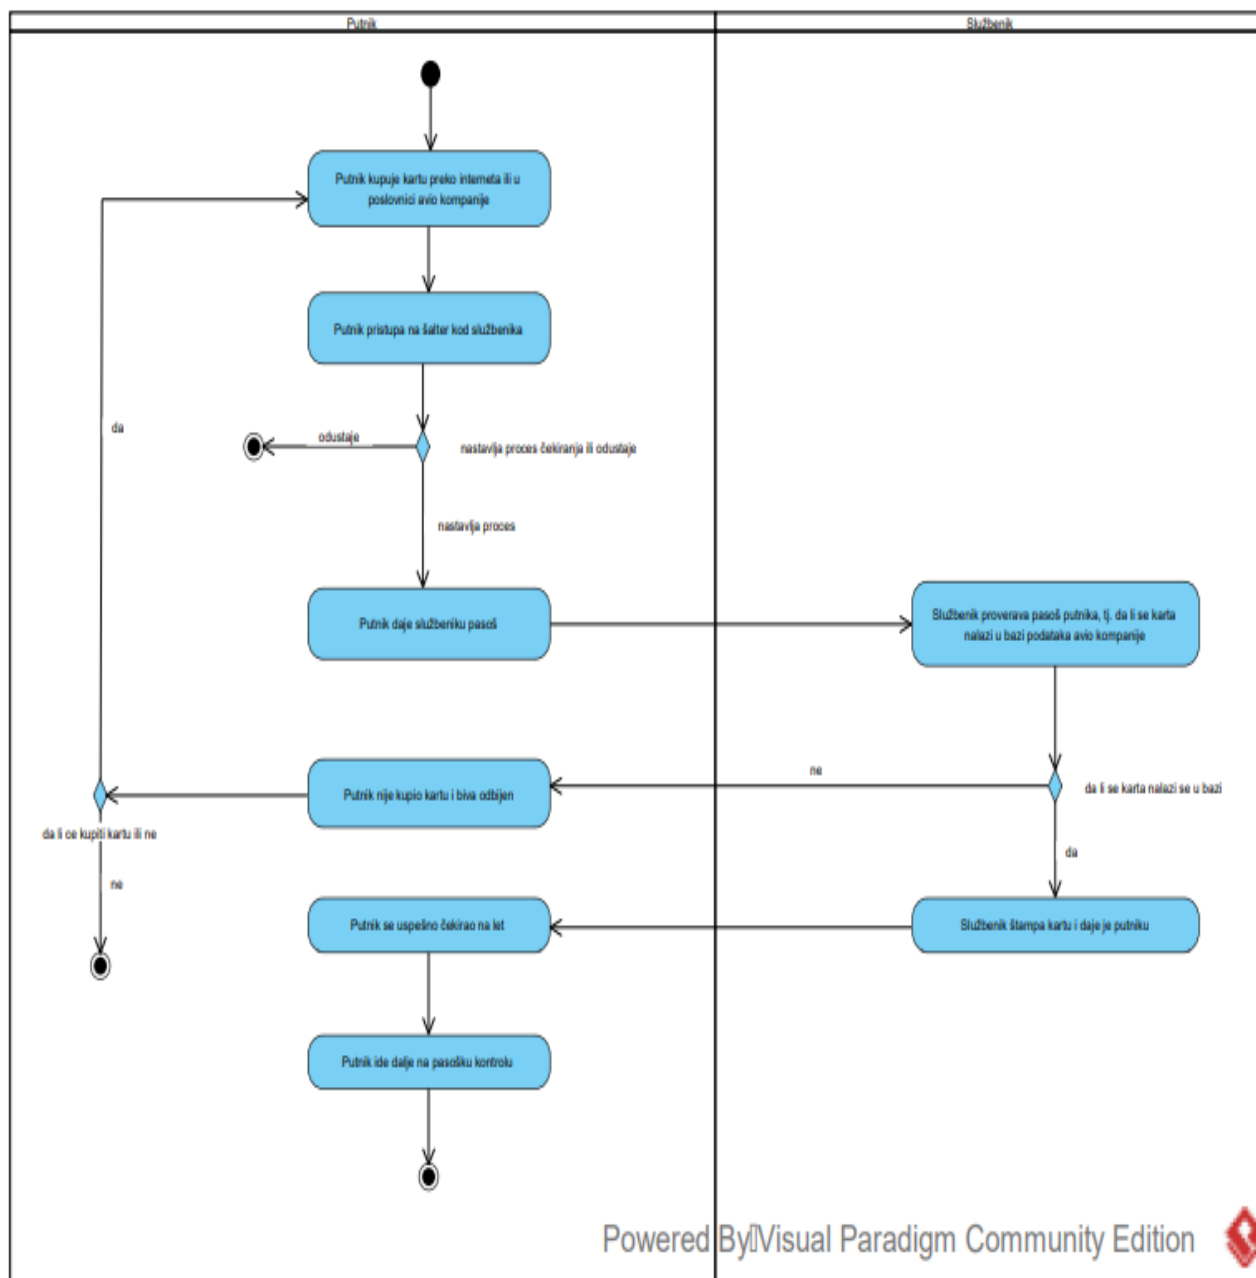 Putnik
Službenik
Putnik kupuje kartu preko interneta ili u
poslovnici avio kompanije
Putnik pristupa na šalter kod službenika
da
odustaje
nastavlja proces čekiranja ili odustaje
nastavlja proces
Putnik daje službeniku pasoš
Službenik proverava pasoš putnika, tj. da li se karta
nalazi u bazi podataka avio kompanije
ne
Putnik nije kupio kartu i biva odbijen
da li se karta nalazi se u bazi
da li ce kupiti kartu ili ne
da
ne
Putnik se uspešno čekirao na let
Službenik štampa kartu i daje je putniku
Putnik ide dalje na pasošku kontrolu
Powered By Visual Paradigm Community Edition